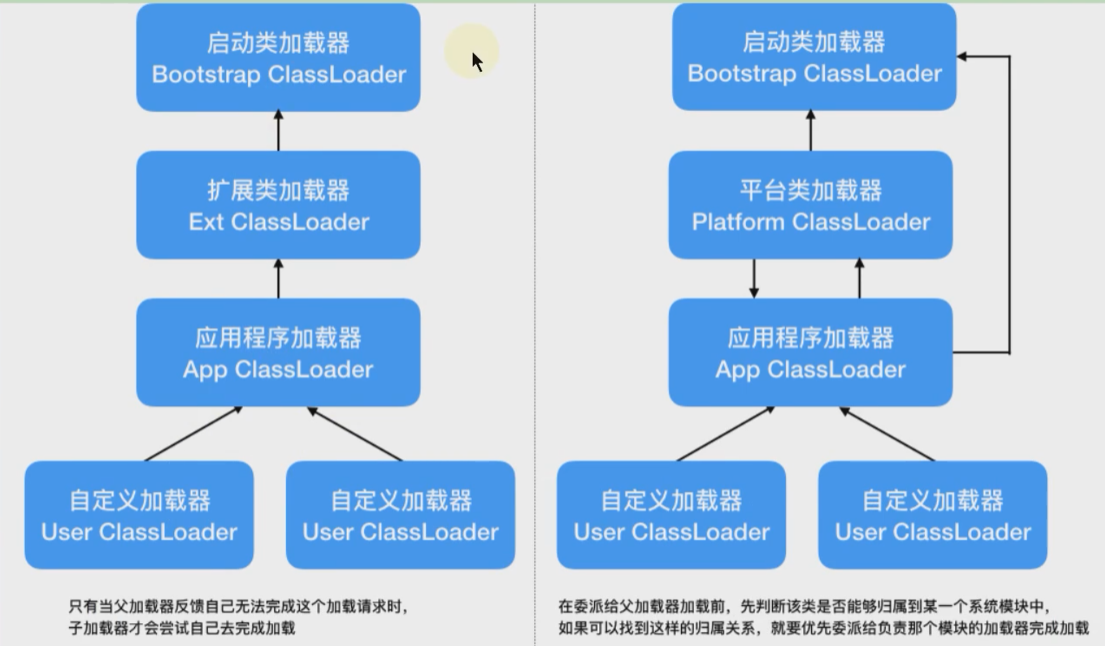 启动类加载器
Bootstrap ClassLoader
扩展类加载器
Ext ClassLoader
应用程序加载器
App ClassLoader
自定义加载器
User ClassLoader
自定义加载器
User ClassLoader
只有当父加载器反馈自己无法完成这个加载请求时，
子加载器才会尝试自己去完成加载
启动类加载器
Bootstrap ClassLoader
平台类加载器
Platform ClassLoader
应用程序加载器
App ClassLoader
自定义加载器
User ClassLoader
自定义加载器
User ClassLoader
在委派给父加载器加载前，先判断该类是否能够归属到某一个系统模块中，
如果可以找到这样的归属关系，就要优先委派给负责那个模块的加载器完成加载